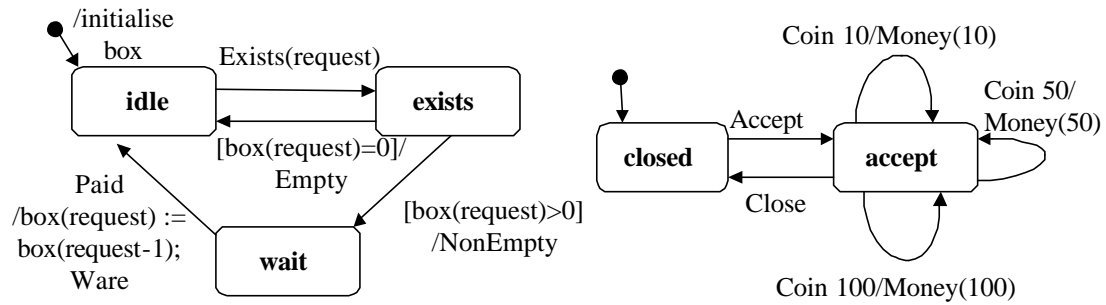 /initialise
box
Exists(request)
idle
exists
[box(request)=0]/
Empty
Paid
/box(request) :=
box(request-1);
Ware
wait
[box(request)>0]
/NonEmpty
Coin 10/Money(10)
Coin 50/
Money(50)
Accept
closed
accept
Close
Coin 100/Money(100)